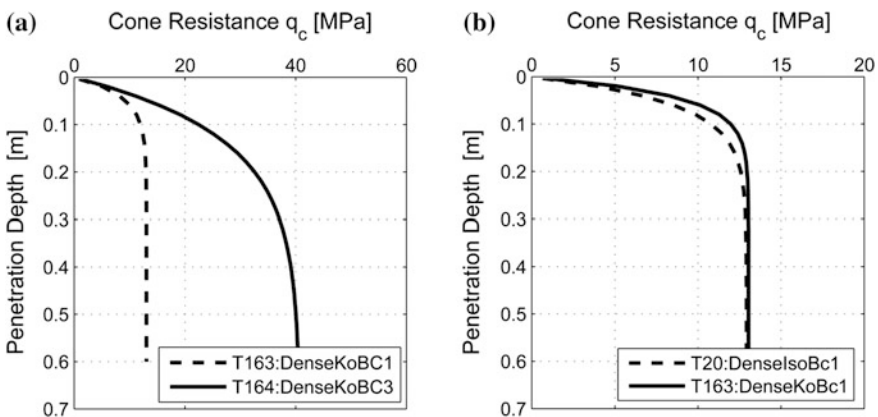 (a)
Cone Resistance q_c [MPa]
0 20 40 60
Penetration Depth [m]
0
0.1
0.2
0.3
0.4
0.5
0.6
0.7
T163:DenseKoBC1
T164:DenseKoBC3
(b)
Cone Resistance q_c [MPa]
0 5 10 15 20
Penetration Depth [m]
0
0.1
0.2
0.3
0.4
0.5
0.6
0.7
T20:DenseIsoBc1
T163:DenseKoBc1